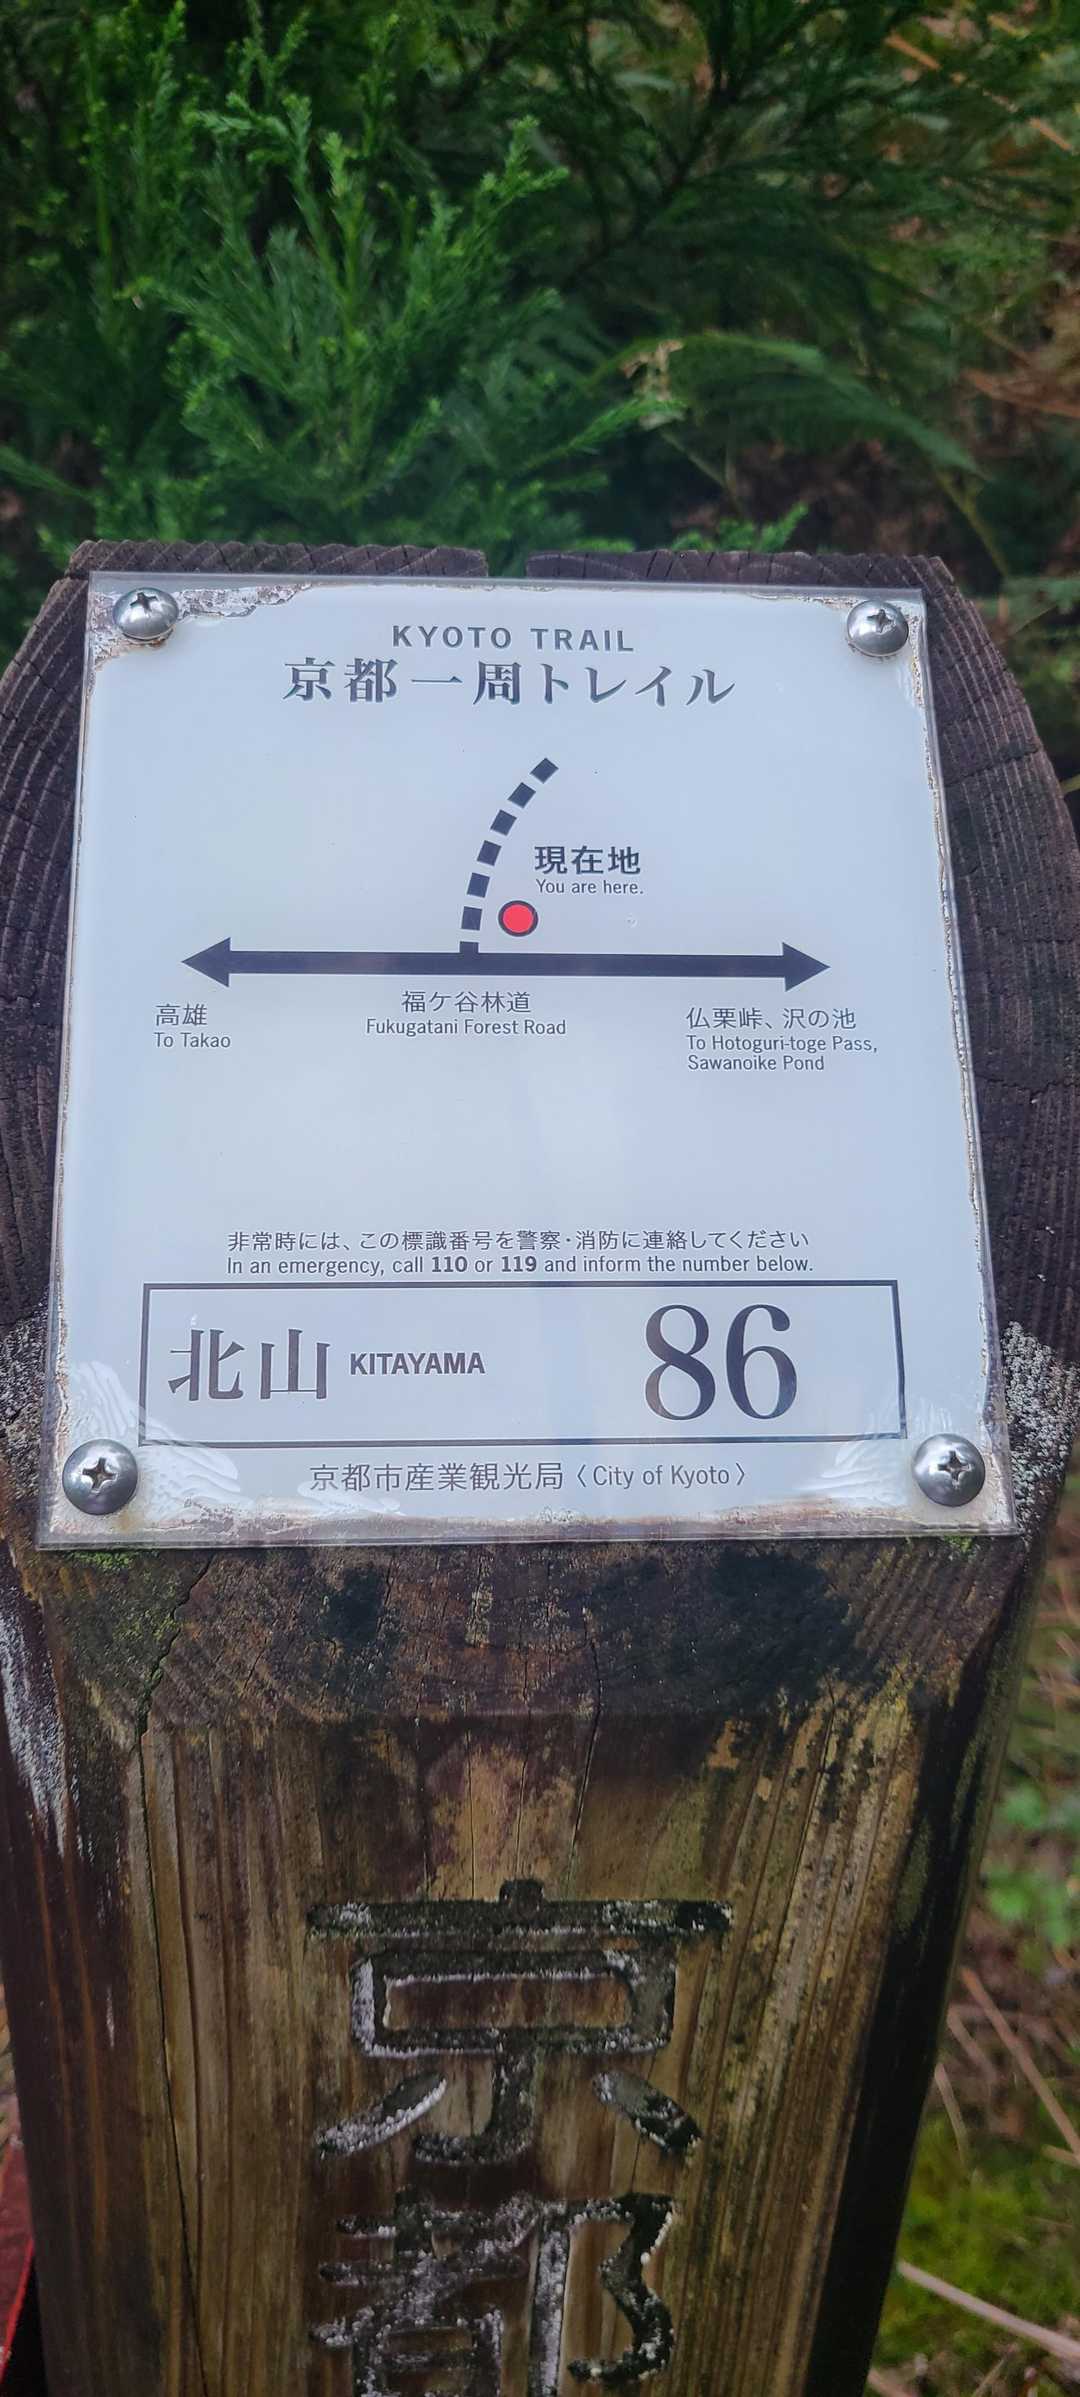 KYOTO TRAIL
京都一周トレイル
現在地
You are here.
高雄
To Takao
福ケ谷林道
Fukugatani Forest Road
仏栗峠、沢の池
To Hotoguri-toge Pass,
Sawanoike Pond
非常時には、この標識番号を警察・消防に連絡してください
In an emergency, call 110 or 119 and inform the number below.
北山 KITAYAMA 86
京都市産業観光局〈City of Kyoto〉
京
都